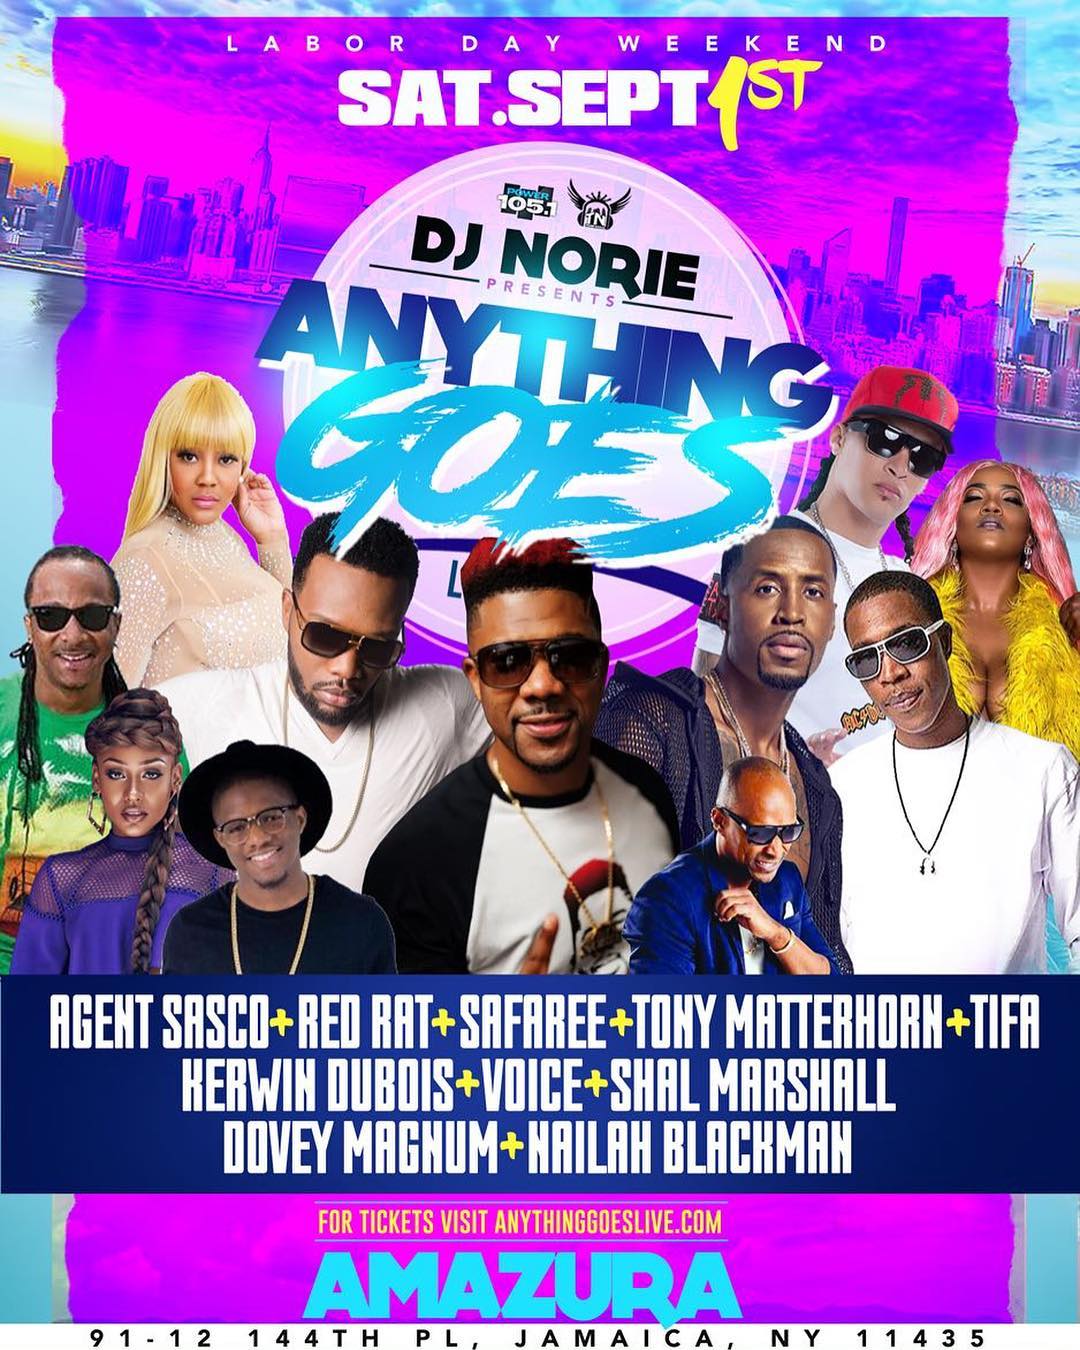 LABOR DAY WEEKEND
SAT.SEPT 1ST
POWER 105.1
DJ NORIE
PRESENTS
ANYTHING
GOES
L
AGENT SASCO+RED RAT+SAFAREE+TONY MATTERHORN+TIFA
KERWIN DUBOIS+VOICE+SHAL MARSHALL
DOVEY MAGNUM+NAILAH BLACKMAN
FOR TICKETS VISIT ANYTHINGGOESLIVE.COM
AMAZURA
91-12 144TH PL, JAMAICA, NY 11435